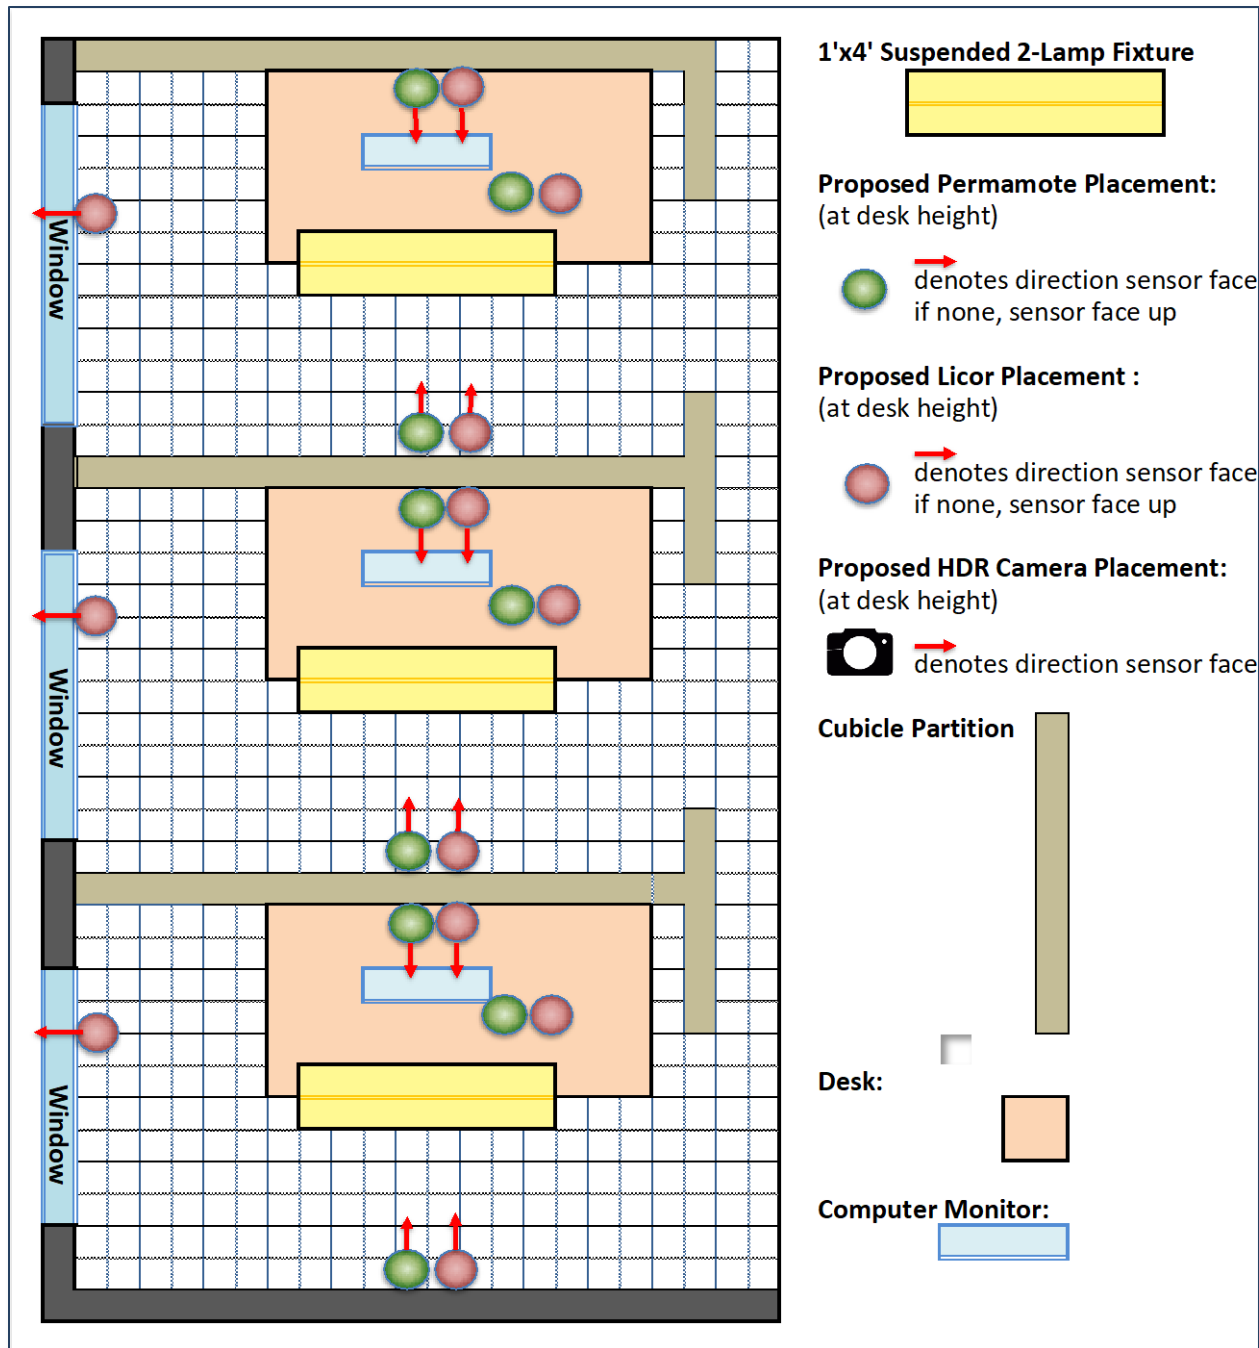 1'x4' Suspended 2-Lamp Fixture
Proposed Permamote Placement:
(at desk height)
denotes direction sensor face
if none, sensor face up
Proposed Licor Placement :
(at desk height)
denotes direction sensor face
if none, sensor face up
Proposed HDR Camera Placement:
(at desk height)
denotes direction sensor face
Cubicle Partition
Desk:
Computer Monitor:
Window
Window
Window